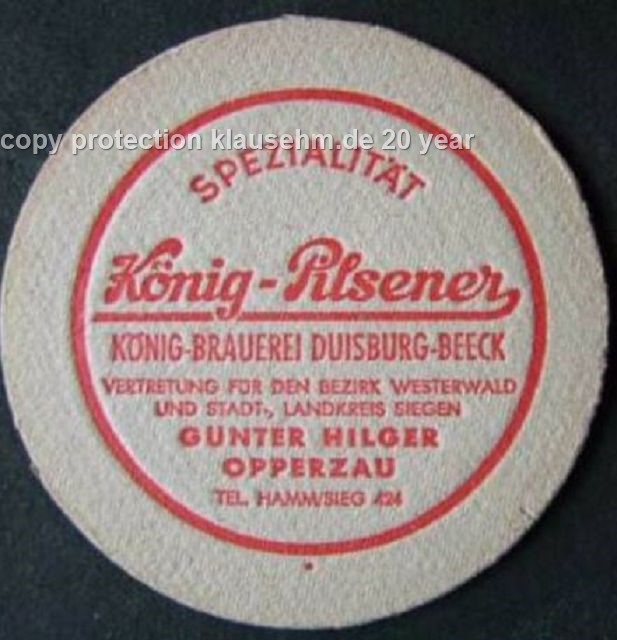 copy protection klausehm.de 20 year
SPEZIALITÄT
König-Pilsener
KÖNIG-BRAUEREI DUISBURG-BEECK
VERTRETUNG FÜR DEN BEZIRK WESTERWALD
UND STADT-, LANDKREIS SIEGEN
GÜNTER HILGER
OPPERZAU
TEL. HAMM/SIEG 424